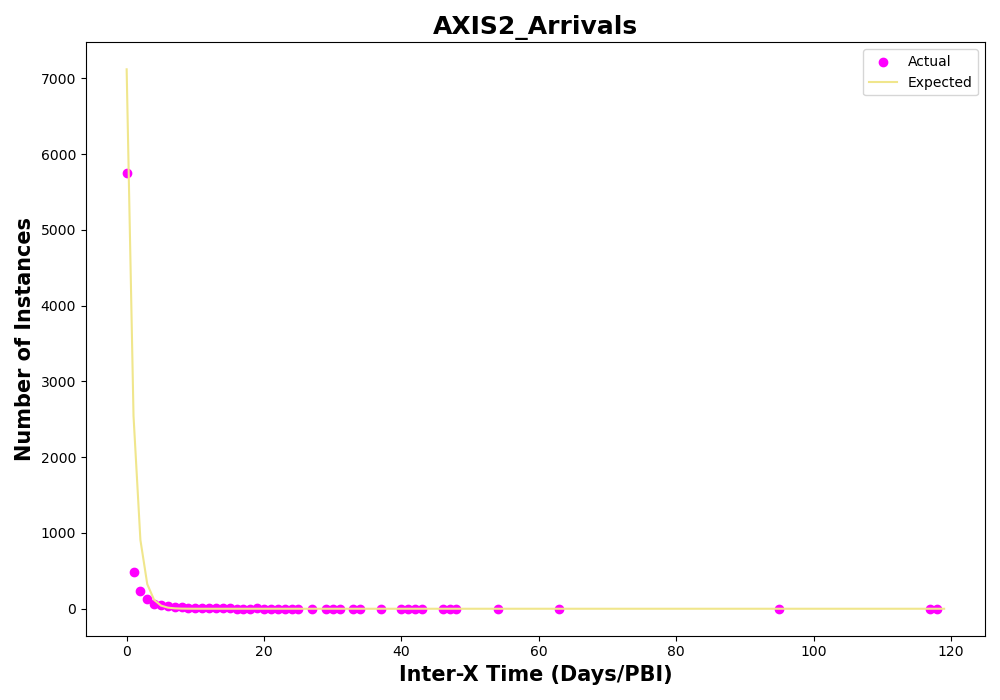 AXIS2_Arrivals
Actual
Expected
7000
6000
5000
4000
3000
2000
1000
0
Number of Instances
0 20 40 60 80 100 120
Inter-X Time (Days/PBI)